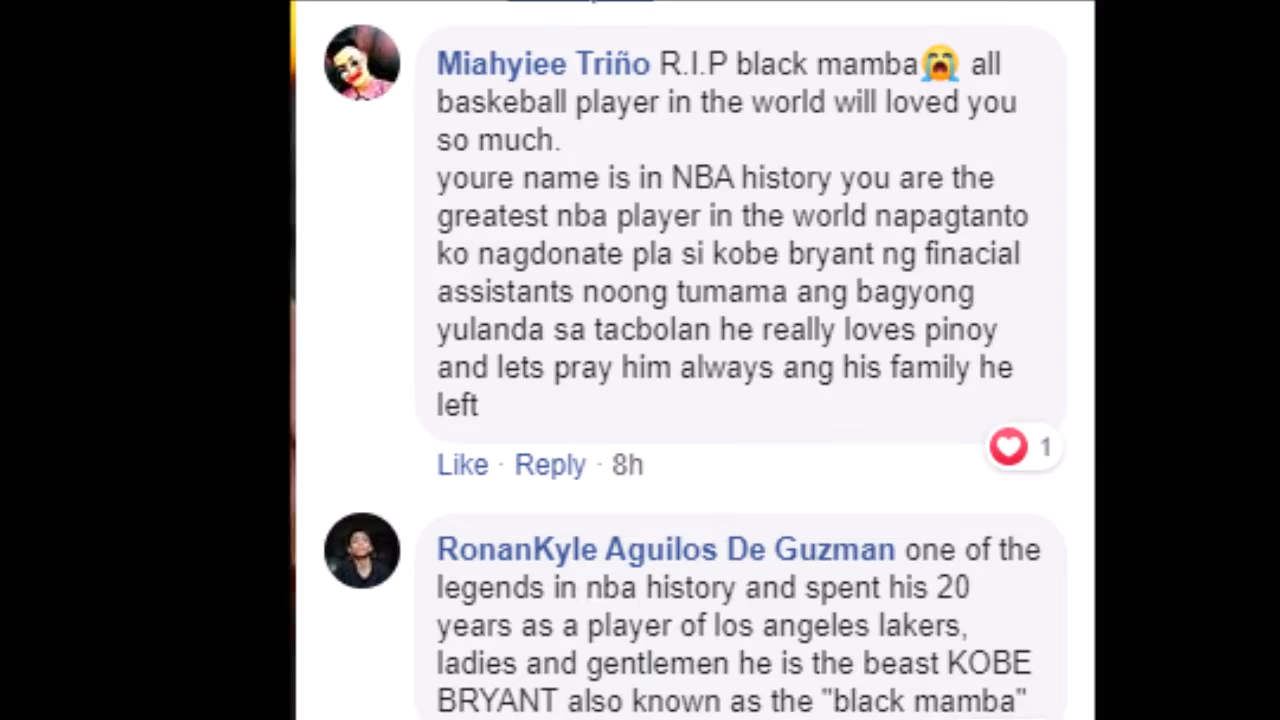 Miahyiee Triño R.I.P black mamba😭 all
baskeball player in the world will loved you
so much.
youre name is in NBA history you are the
greatest nba player in the world napagtanto
ko nagdonate pla si kobe bryant ng finacial
assistants noong tumama ang bagyong
yulanda sa tacbolan he really loves pinoy
and lets pray him always ang his family he
left
1
Like · Reply · 8h
RonanKyle Aguilos De Guzman one of the
legends in nba history and spent his 20
years as a player of los angeles lakers,
ladies and gentlemen he is the beast KOBE
BRYANT also known as the "black mamba"